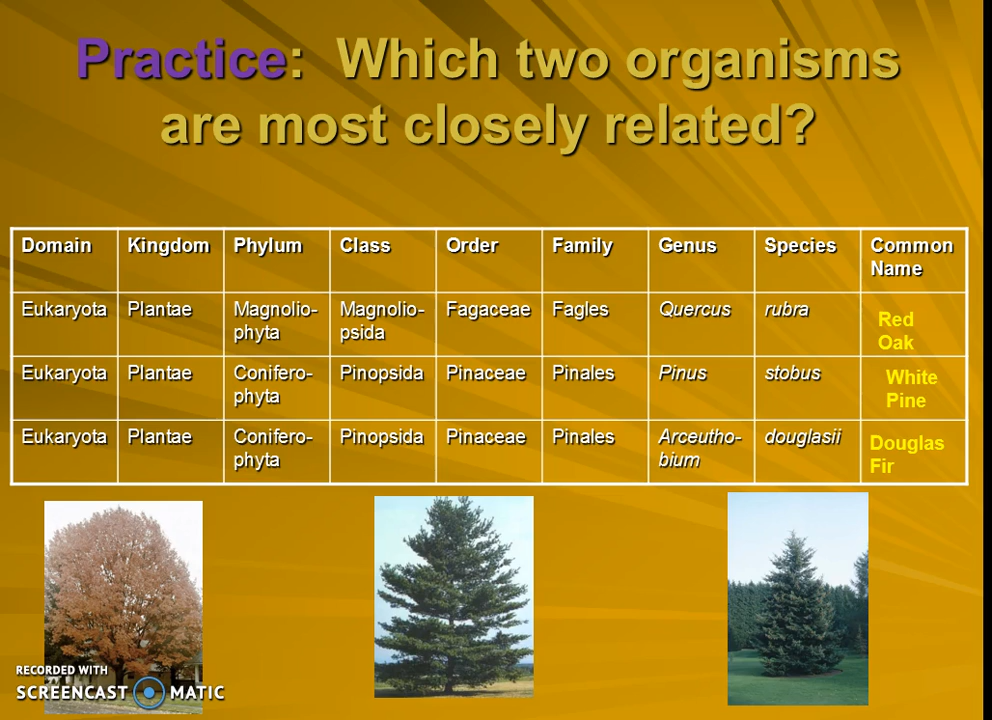 Practice: Which two organisms
are most closely related?
Domain Kingdom Phylum Class Order Family Genus Species Common
Name
Eukaryota Plantae Magnolio- Magnolio- Fagaceae Fagles Quercus rubra Red
phyta psida Oak
Eukaryota Plantae Conifero- Pinopsida Pinaceae Pinales Pinus stobus White
phyta Pine
Eukaryota Plantae Conifero- Pinopsida Pinaceae Pinales Arceutho- douglasii Douglas
phyta bium Fir
RECORDED WITH
SCREENCAST MATIC